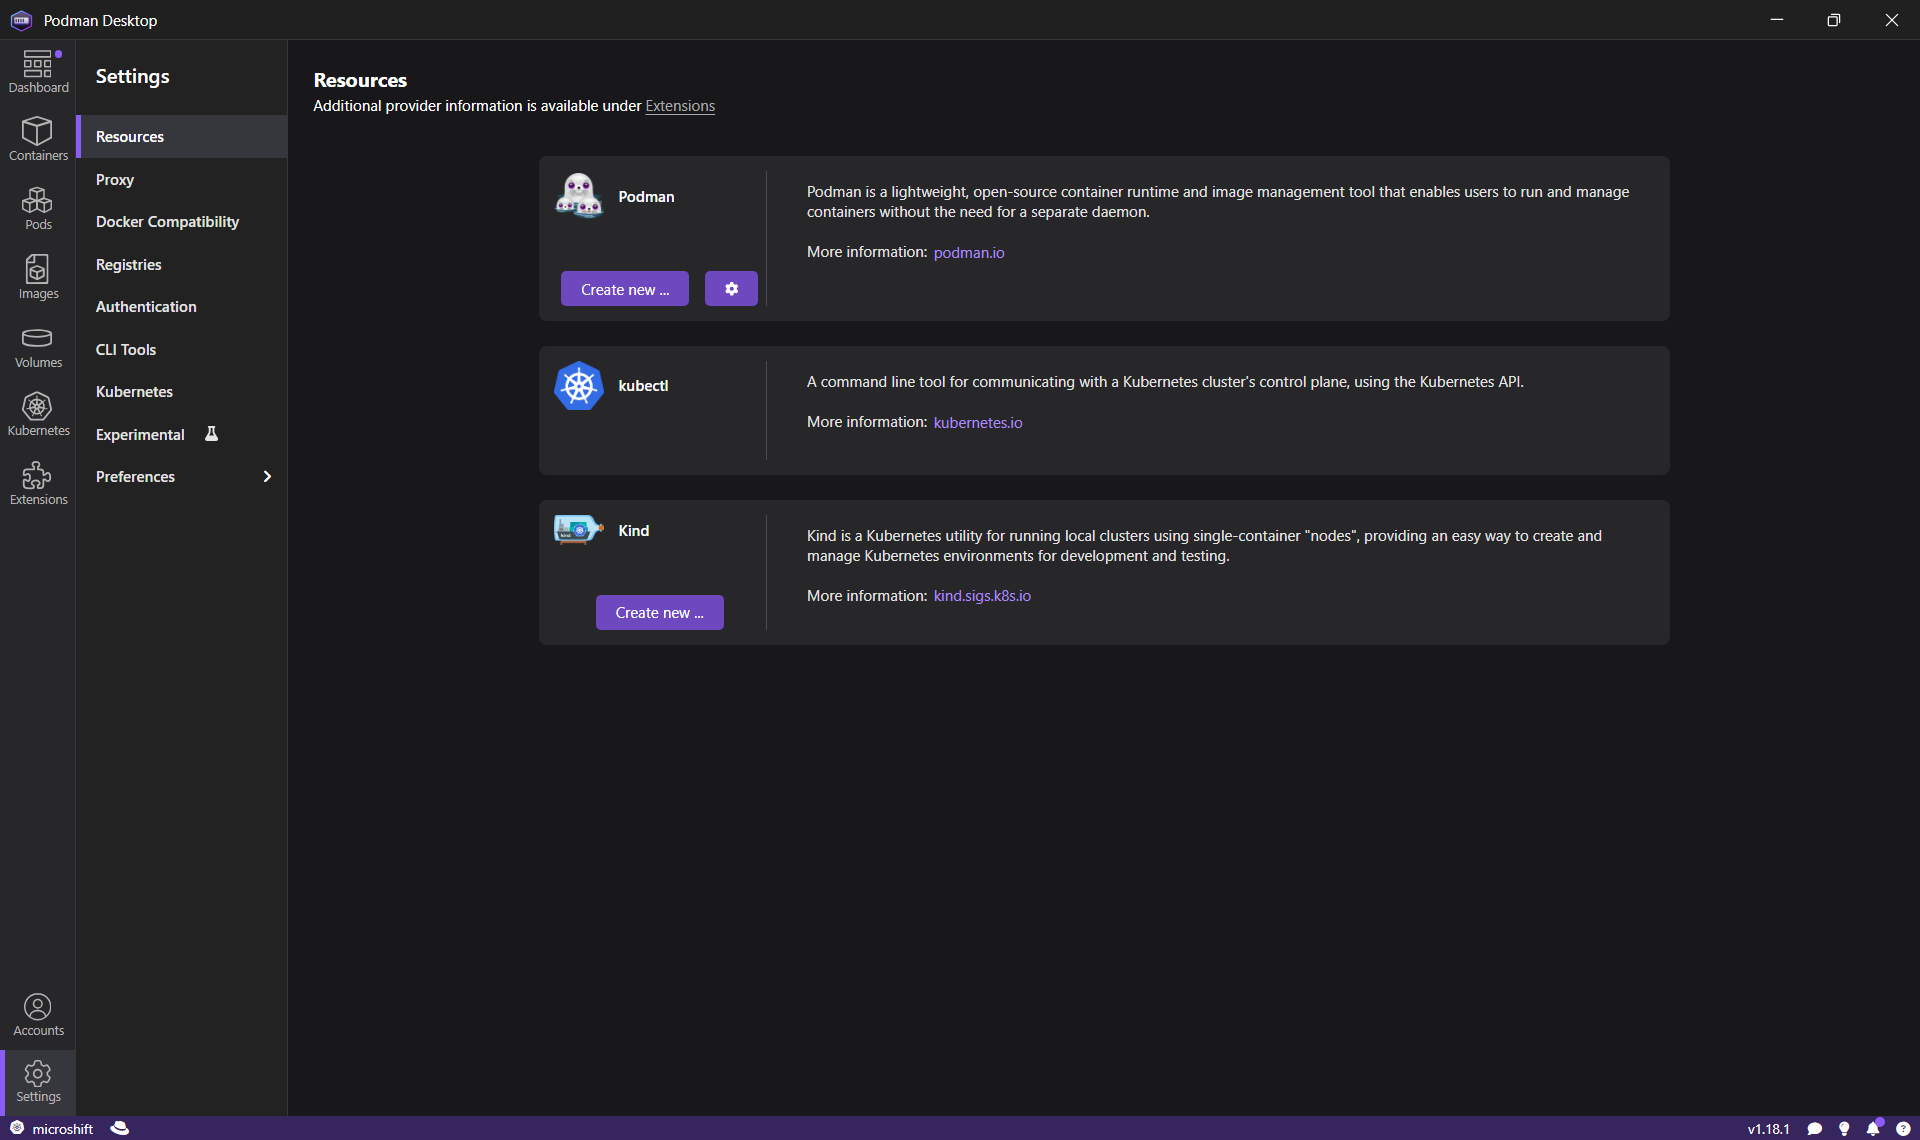 Podman Desktop
Dashboard
Containers
Pods
Images
Volumes
Kubernetes
Extensions
Accounts
Settings
Settings
Resources
Proxy
Docker Compatibility
Registries
Authentication
CLI Tools
Kubernetes
Experimental
Preferences
Resources
Additional provider information is available under Extensions
Podman
Create new ...
Podman is a lightweight, open-source container runtime and image management tool that enables users to run and manage
containers without the need for a separate daemon.
More information: podman.io
kubectl
A command line tool for communicating with a Kubernetes cluster's control plane, using the Kubernetes API.
More information: kubernetes.io
Kind
Create new ...
Kind is a Kubernetes utility for running local clusters using single-container "nodes", providing an easy way to create and
manage Kubernetes environments for development and testing.
More information: kind.sigs.k8s.io
microshift
v1.18.1